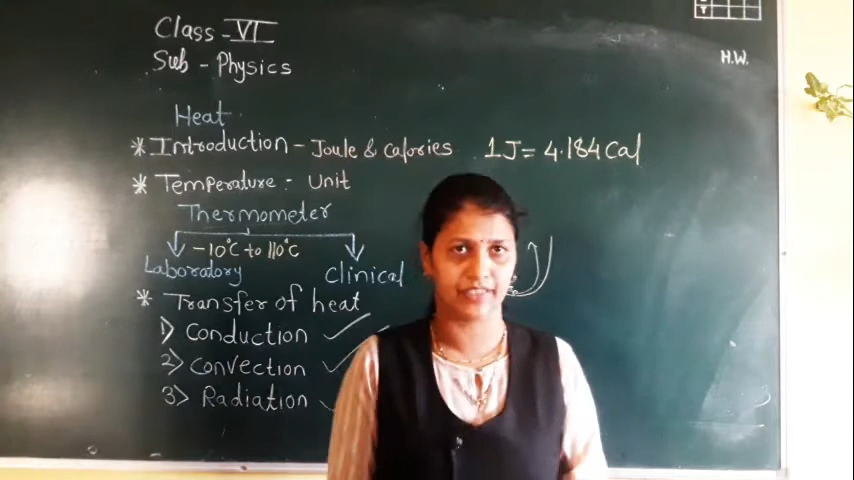 Class - VI
Sub - Physics
H.W.
Heat
* Introduction - Joule & Calories 1J = 4.184 Cal
* Temperature : Unit
Thermometer
-10°C to 110°C
Laboratory Clinical
* Transfer of heat
1> Conduction ✓
2> Convection ✓
3> Radiation